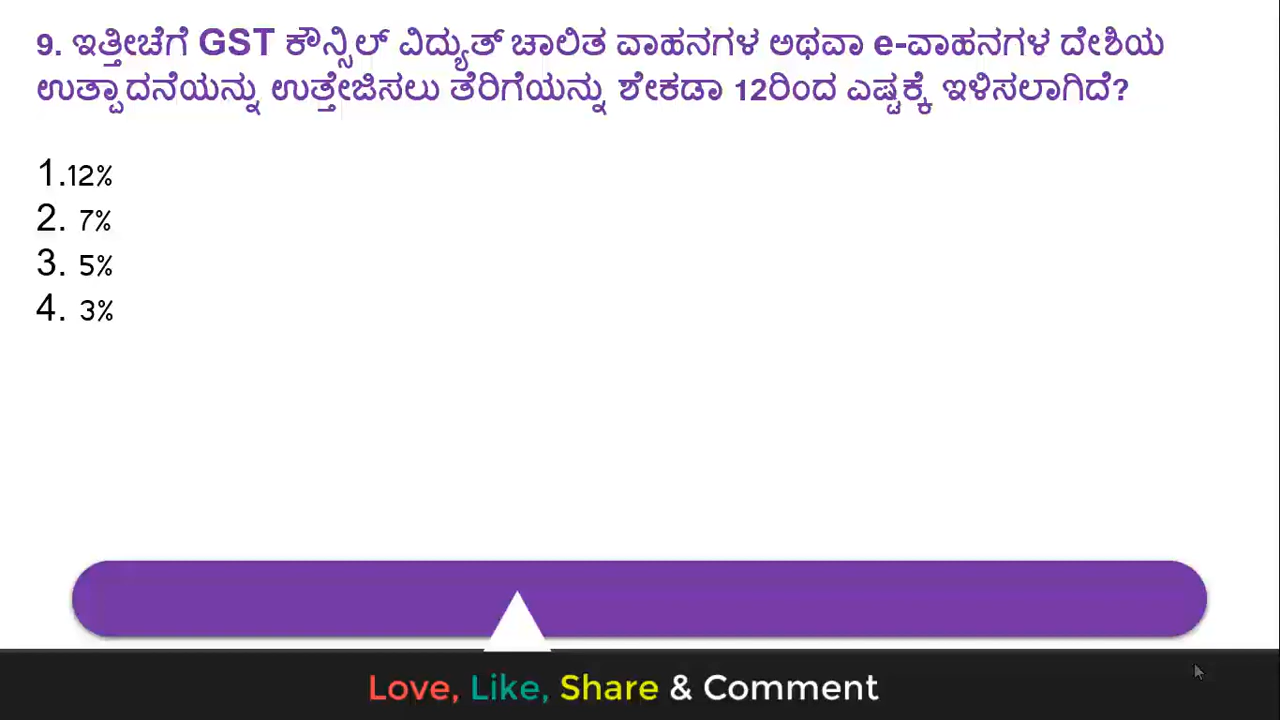 9. ಇತ್ತೀಚೆಗೆ GST ಕೌನ್ಸಿಲ್ ವಿದ್ಯುತ್ ಚಾಲಿತ ವಾಹನಗಳ ಅಥವಾ e-ವಾಹನಗಳ ದೇಶಿಯ
ಉತ್ಪಾದನೆಯನ್ನು ಉತ್ತೇಜಿಸಲು ತೆರಿಗೆಯನ್ನು ಶೇಕಡಾ 12ರಿಂದ ಎಷ್ಟಕ್ಕೆ ಇಳಿಸಲಾಗಿದೆ?
1.12%
2. 7%
3. 5%
4. 3%
Love, Like, Share & Comment